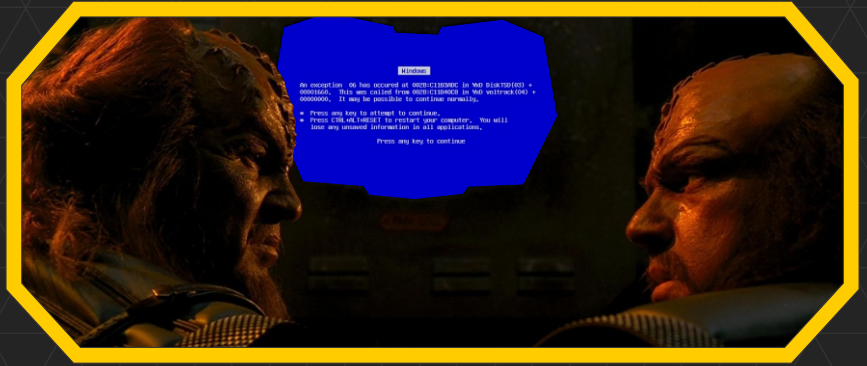 Windows
An exception 06 has occured at 0028:C11B3ADC in VxD DiskTSD(03) +
00001660. This was called from 0028:C11B40C8 in VxD voltrack(04) +
00000000. It may be possible to continue normally.
* Press any key to attempt to continue.
* Press CTRL+ALT+RESET to restart your computer. You will
lose any unsaved information in all applications.
Press any key to continue